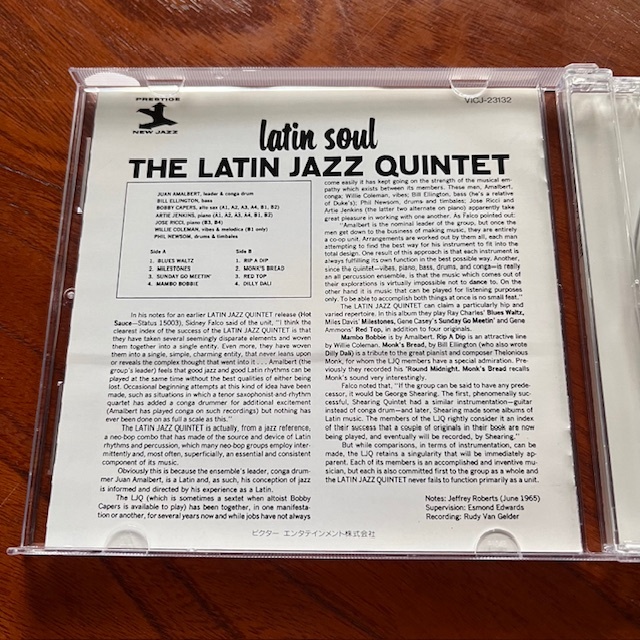 PRESTIGE
NEW JAZZ
VICJ-23132
latin soul
THE LATIN JAZZ QUINTET
JUAN AMALBERT, leader & conga drum
BILL ELLINGTON, bass
BOBBY CAPERS, alto sax (A1, A2, A3, A4, B1, B2)
ARTIE JENKINS, piano (A1, A2, A3, A4, B1, B2)
JOSE RICCI, piano (B3, B4)
WILLIE COLEMAN, vibes & melodica (B1 only)
PHIL NEWSOM, drums & timbales
Side A
1. BLUES WALTZ
2. MILESTONES
3. SUNDAY GO MEETIN'
4. MAMBO BOBBIE
Side B
1. RIP A DIP
2. MONK'S BREAD
3. RED TOP
4. DILLY DALI
In his notes for an earlier LATIN JAZZ QUINTET release (Hot
Sauce—Status 15003), Sidney Falco said of the unit, "I think the
clearest index of the success of the LATIN JAZZ QUINTET is
that they have taken several seemingly disparate elements and woven
them together into a single entity. Even more, they have woven
them into a single, simple, charming entity, that never leans upon
or reveals the complex thought that went into it . . . Amalbert (the
group's leader) feels that good jazz and good Latin rhythms can be
played at the same time without the best qualities of either being
lost. Occasional beginning attempts at this kind of idea have been
made, such as situations in which a tenor saxophonist and rhythm
quartet has added a conga drummer for additional excitement
(Amalbert has played conga on such recordings) but nothing has
ever been done on as full a scale as this."
The LATIN JAZZ QUINTET is actually, from a jazz reference,
a neo-bop combo that has made of the source and device of Latin
rhythms and percussion, which many neo-bop groups employ inter-
mittently and, most often, superficially, an essential and consistent
component of its music.
Obviously this is because the ensemble's leader, conga drum-
mer Juan Amalbert, is a Latin and, as such, his conception of jazz
is informed and directed by his experience as a Latin.
The LJQ (which is sometimes a sextet when altoist Bobby
Capers is available to play) has been together, in one manifesta-
tion or another, for several years now and while jobs have not always
come easily it has kept going on the strength of the musical em-
pathy which exists between its members. These men, Amalbert,
conga; Willie Coleman, vibes; Bill Ellington, bass (he's a relative
of Duke's); Phil Newsom, drums and timbales; Jose Ricci and
Artie Jenkins (the latter two alternate on piano) apparently take
great pleasure in working with one another. As Falco pointed out:
"Amalbert is the nominal leader of the group, but once the
men get down to the business of making music, they are entirely
a co-op unit. Arrangements are worked out by them all, each man
attempting to find the best way for his instrument to fit into the
total design. One result of this approach is that each instrument is
always fulfilling its own function in the best possible way. Another,
since the quintet—vibes, piano, bass, drums, and conga—is really
an all percussion ensemble, is that the music which comes out of
their explorations is virtually impossible not to dance to. On the
other hand it is music that can be played for listening purposes
only. To be able to accomplish both things at once is no small feat."
The LATIN JAZZ QUINTET can claim a particularly hip and
varied repertoire. In this album they play Ray Charles' Blues Waltz,
Miles Davis' Milestones, Gene Casey's Sunday Go Meetin' and Gene
Ammons' Red Top, in addition to four originals.
Mambo Bobbie is by Amalbert. Rip A Dip is an attractive line
by Willie Coleman. Monk's Bread, by Bill Ellington (who also wrote
Dilly Dali) is a tribute to the great pianist and composer Thelonious
Monk, for whom the LJQ members have a special admiration. Pre-
viously they recorded his 'Round Midnight. Monk's Bread recalls
Monk's sound very interestingly.
Falco noted that, "If the group can be said to have any prede-
cessor, it would be George Shearing. The first, phenomenally suc-
cessful, Shearing Quintet had a similar instrumentation—guitar
instead of conga drum—and later, Shearing made some albums of
Latin music. The members of the LJQ rightly consider it an index
of their success that a couple of originals in their book are now
being played, and eventually will be recorded, by Shearing."
But while comparisons, in terms of instrumentation, can be
made, the LJQ retains a singularity that will be immediately ap-
parent. Each of its members is an accomplished and inventive mu-
sician, but each is also committed first to the group as a whole and
the LATIN JAZZ QUINTET never fails to function primarily as a unit.
Notes: Jeffrey Roberts (June 1965)
Supervision: Esmond Edwards
Recording: Rudy Van Gelder
ビクター エンタテインメント株式会社